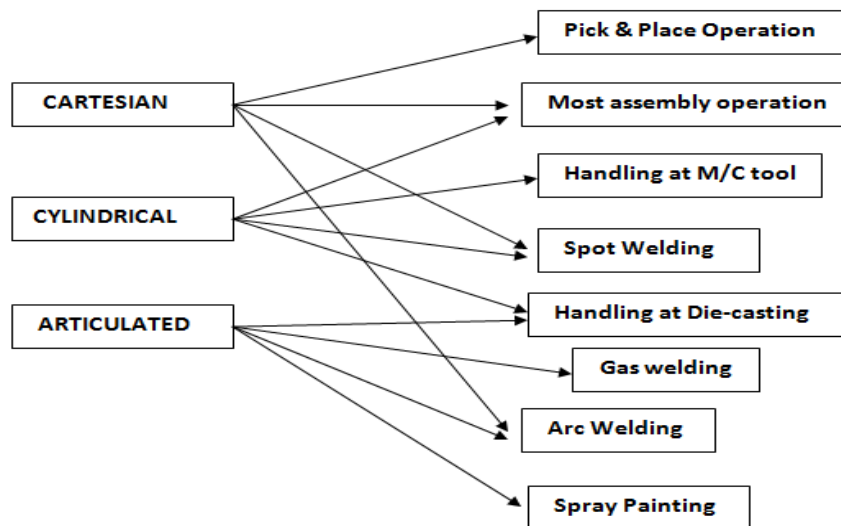 Pick & Place Operation
CARTESIAN
Most assembly operation
Handling at M/C tool
CYLINDRICAL
Spot Welding
Handling at Die-casting
ARTICULATED
Gas welding
Arc Welding
Spray Painting